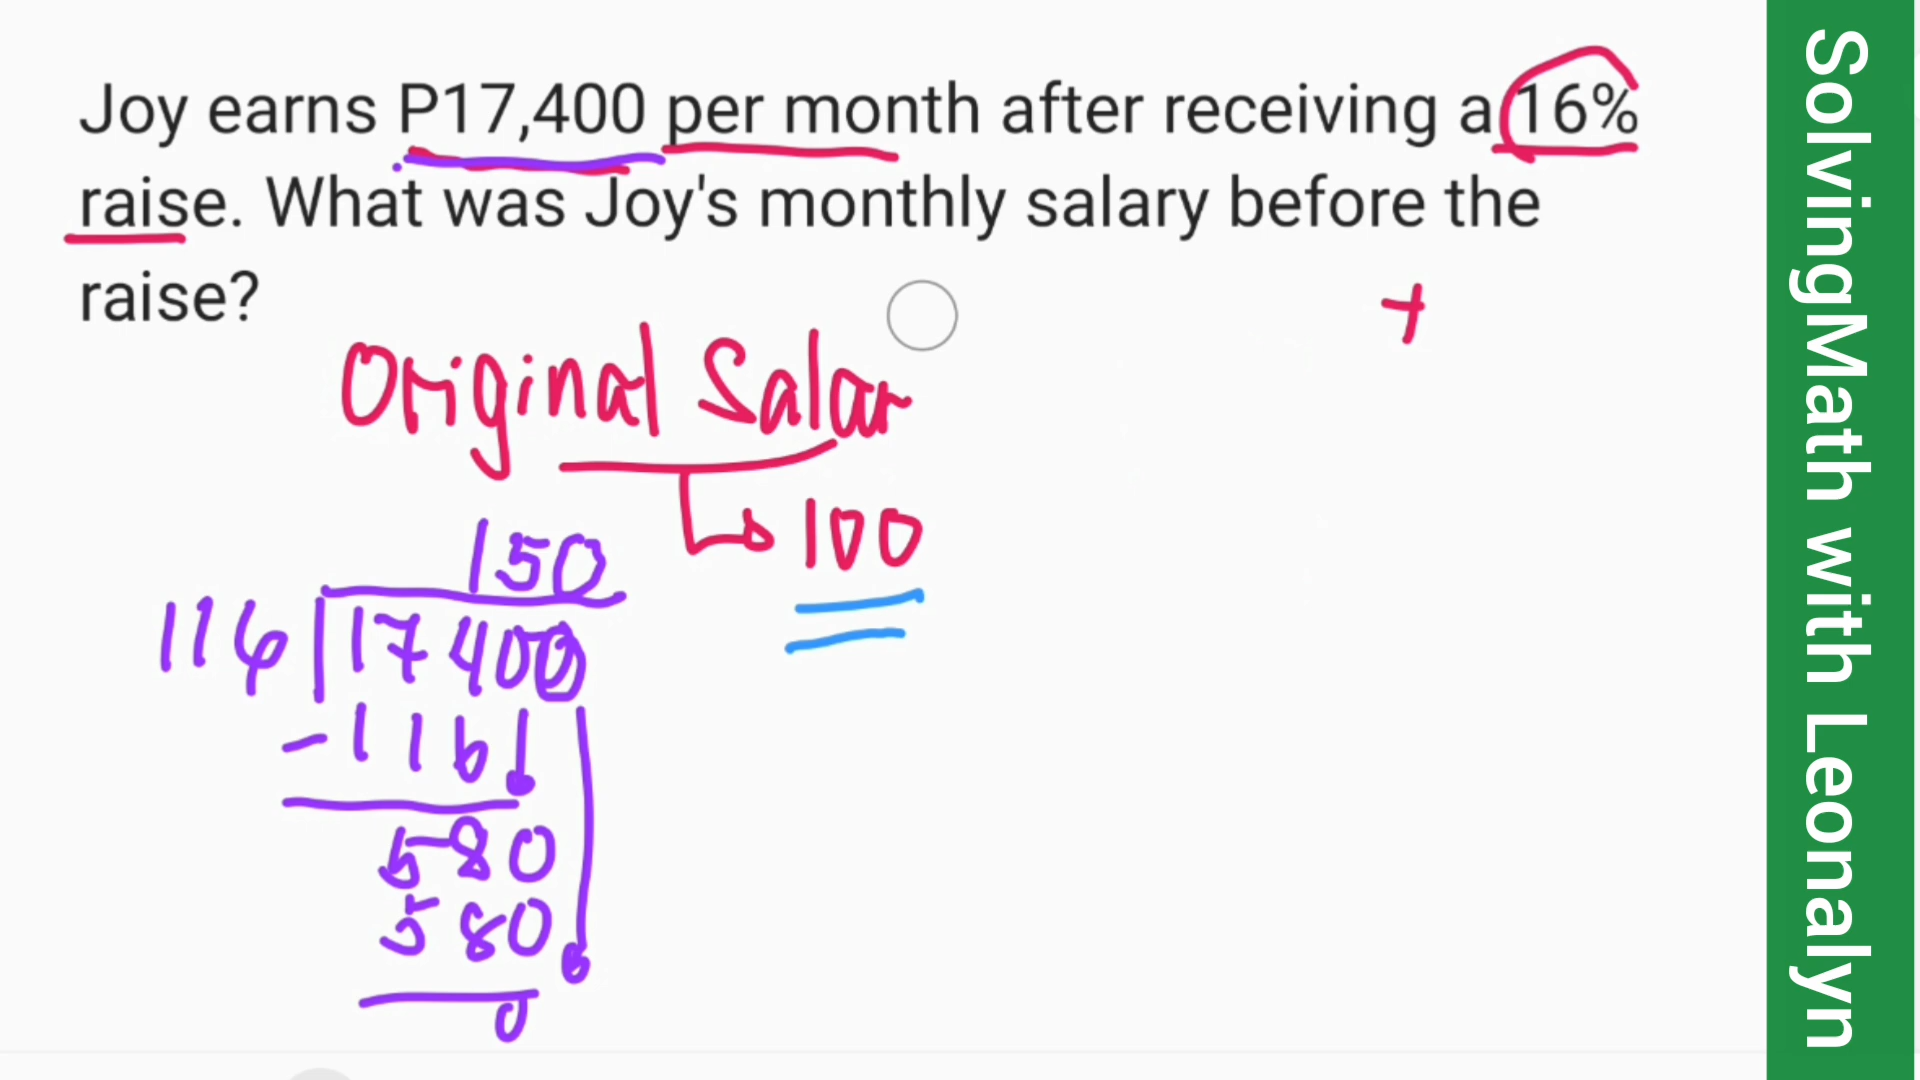 Joy earns P17,400 per month after receiving a 16%
raise. What was Joy's monthly salary before the
raise?
+
Original Salar
100
150
116 17400
- 116
580
580
0
SolvingMath with Leonalyn